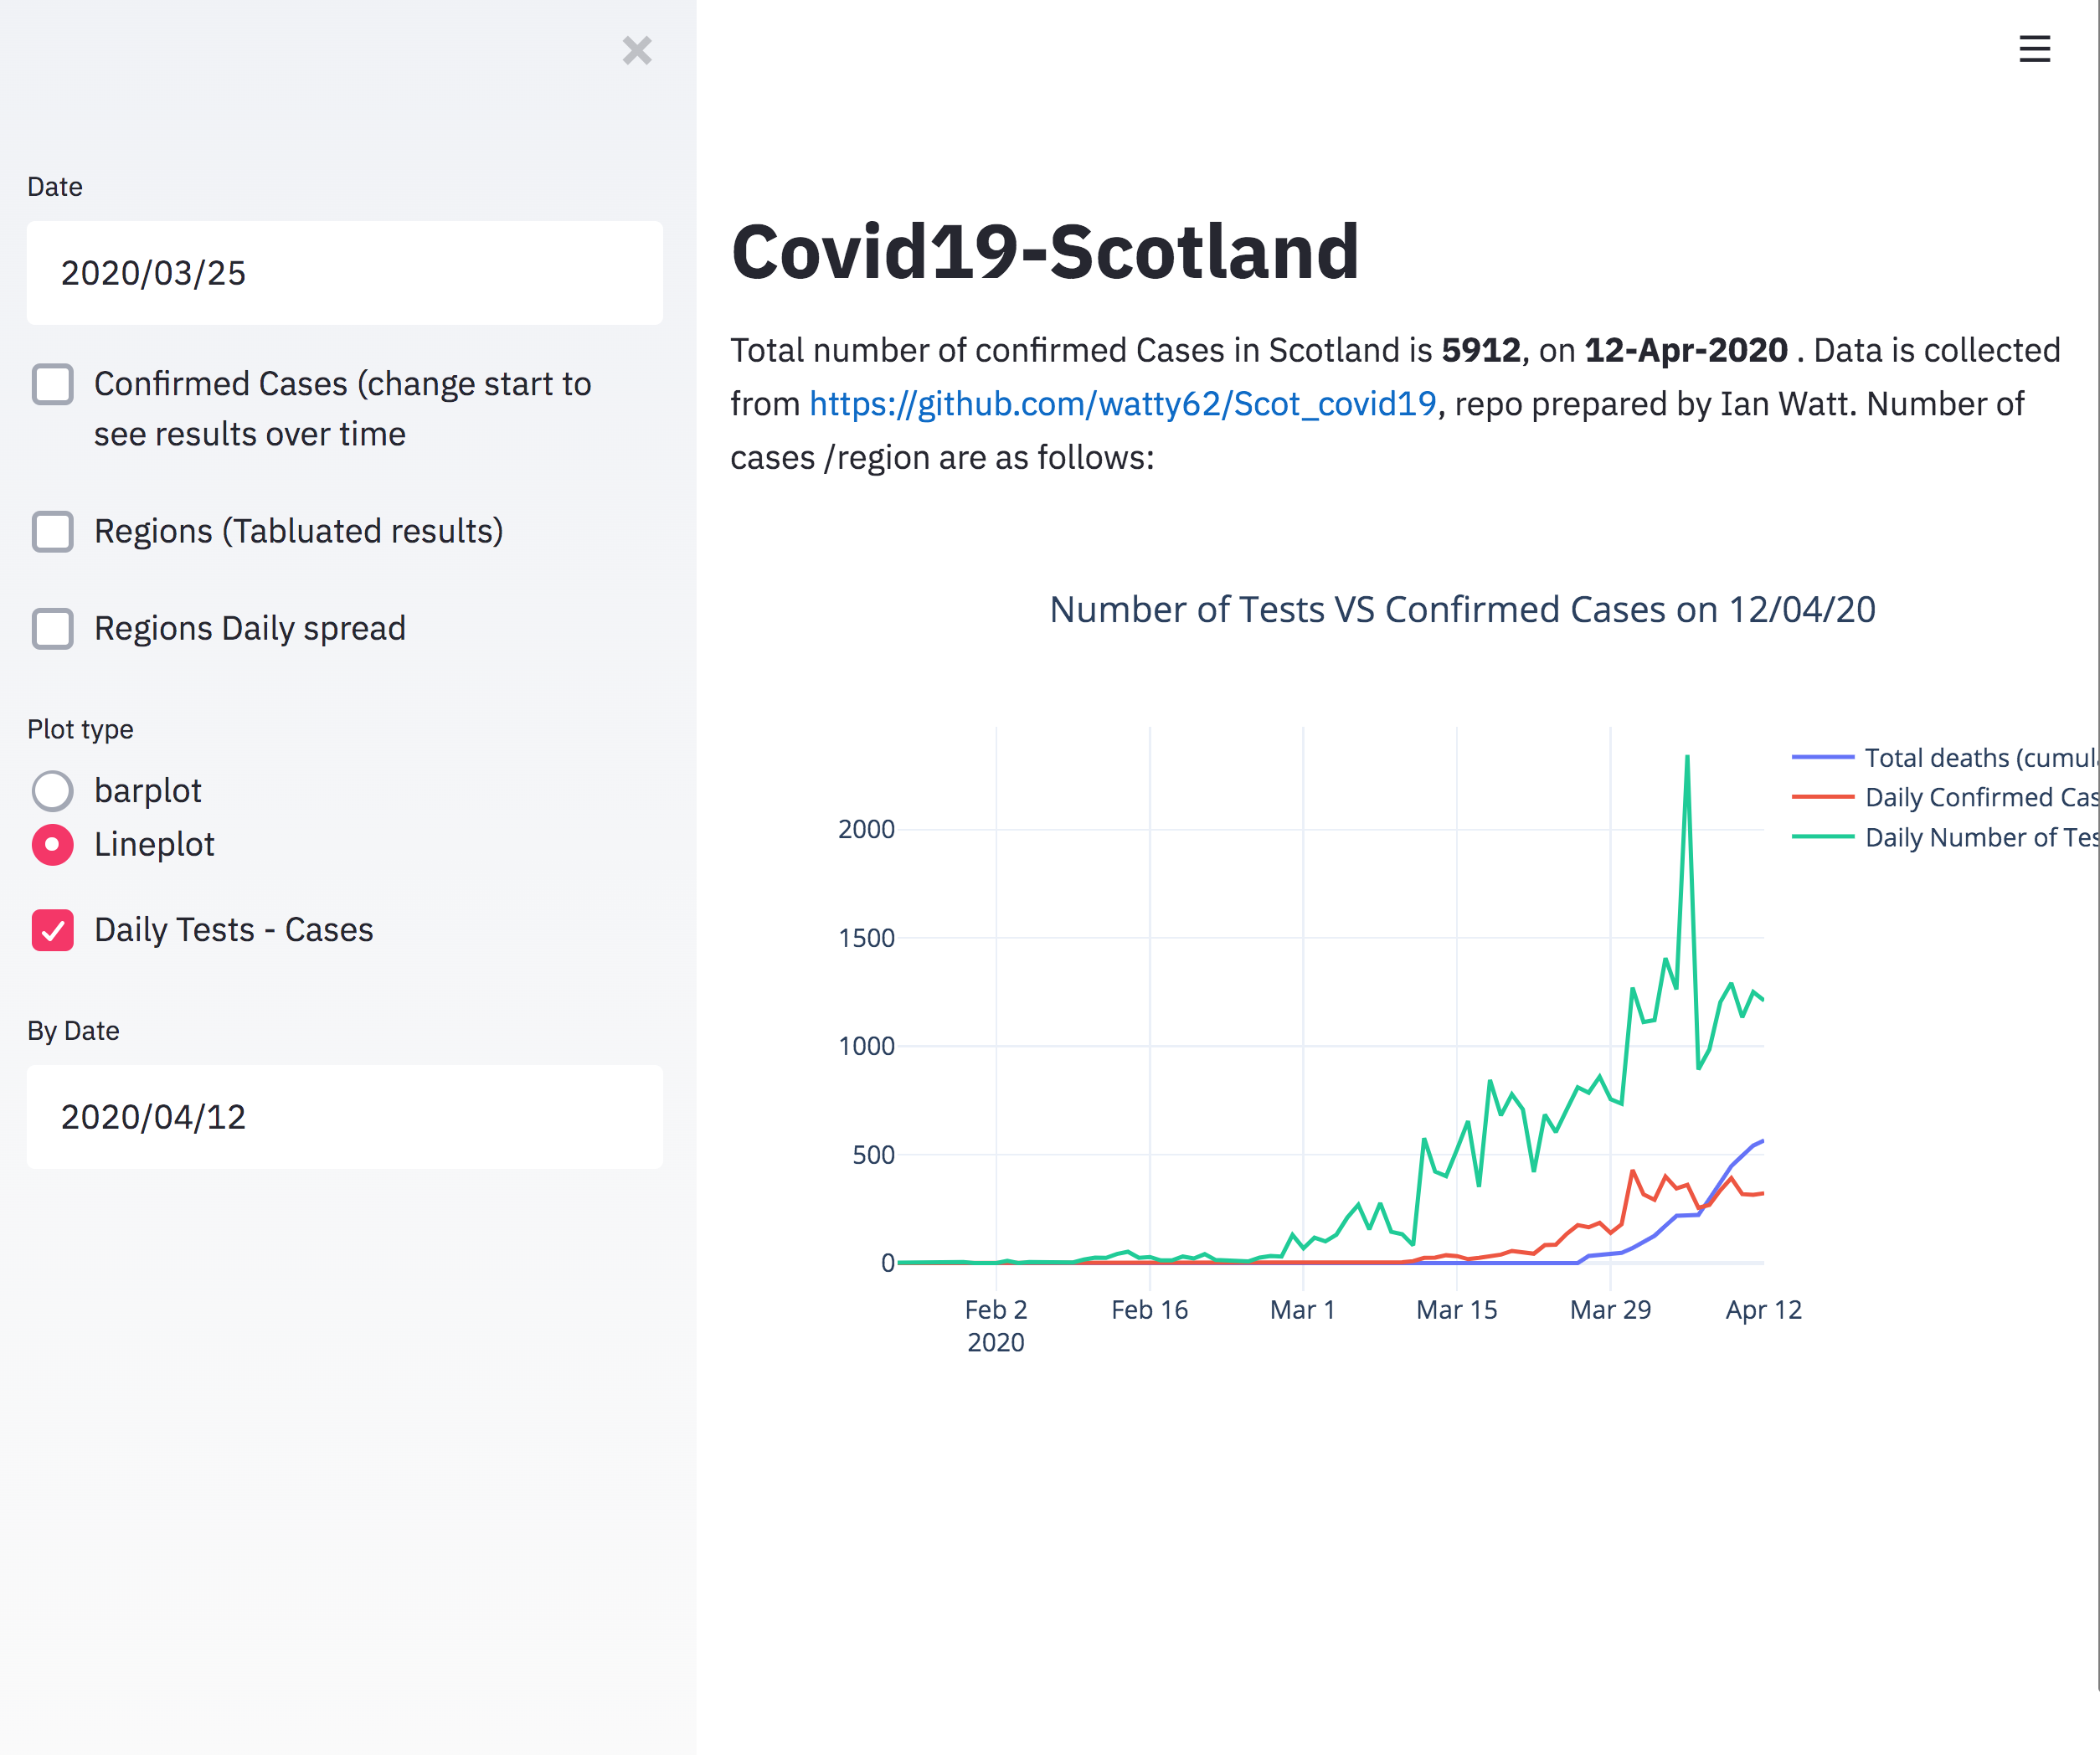 Date
2020/03/25
Confirmed Cases (change start to
see results over time
Regions (Tabluated results)
Regions Daily spread
Plot type
barplot
Lineplot
Daily Tests - Cases
By Date
2020/04/12
Covid19-Scotland
Total number of confirmed Cases in Scotland is 5912, on 12-Apr-2020 . Data is collected
from https://github.com/watty62/Scot_covid19, repo prepared by Ian Watt. Number of
cases /region are as follows:
Number of Tests VS Confirmed Cases on 12/04/20
Total deaths (cumul
Daily Confirmed Cas
Daily Number of Tes
2000
1500
1000
500
0
Feb 2
2020
Feb 16
Mar 1
Mar 15
Mar 29
Apr 12